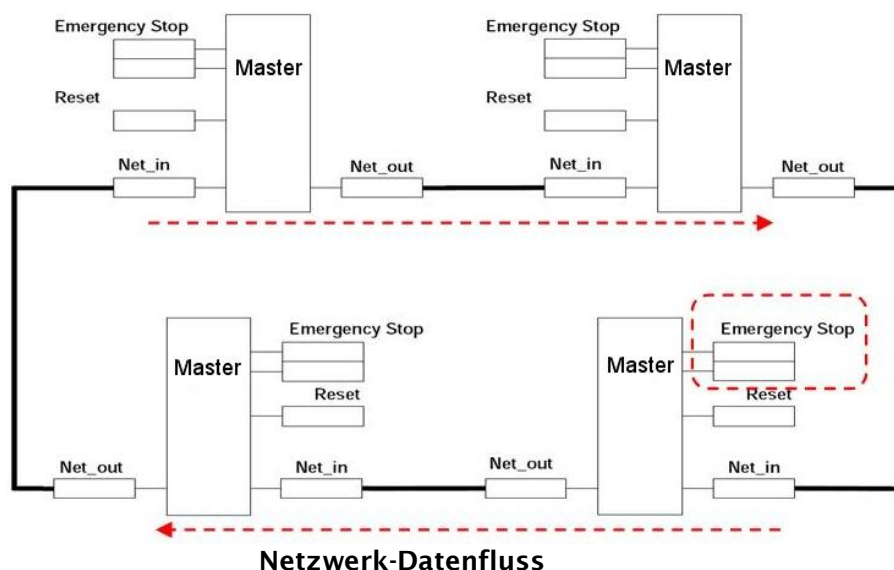 Emergency Stop
Master
Reset
Net_in
Net_out
Emergency Stop
Master
Reset
Net_in
Net_out
Master
Emergency Stop
Reset
Net_out
Net_in
Master
Emergency Stop
Reset
Net_out
Net_in
Netzwerk-Datenfluss